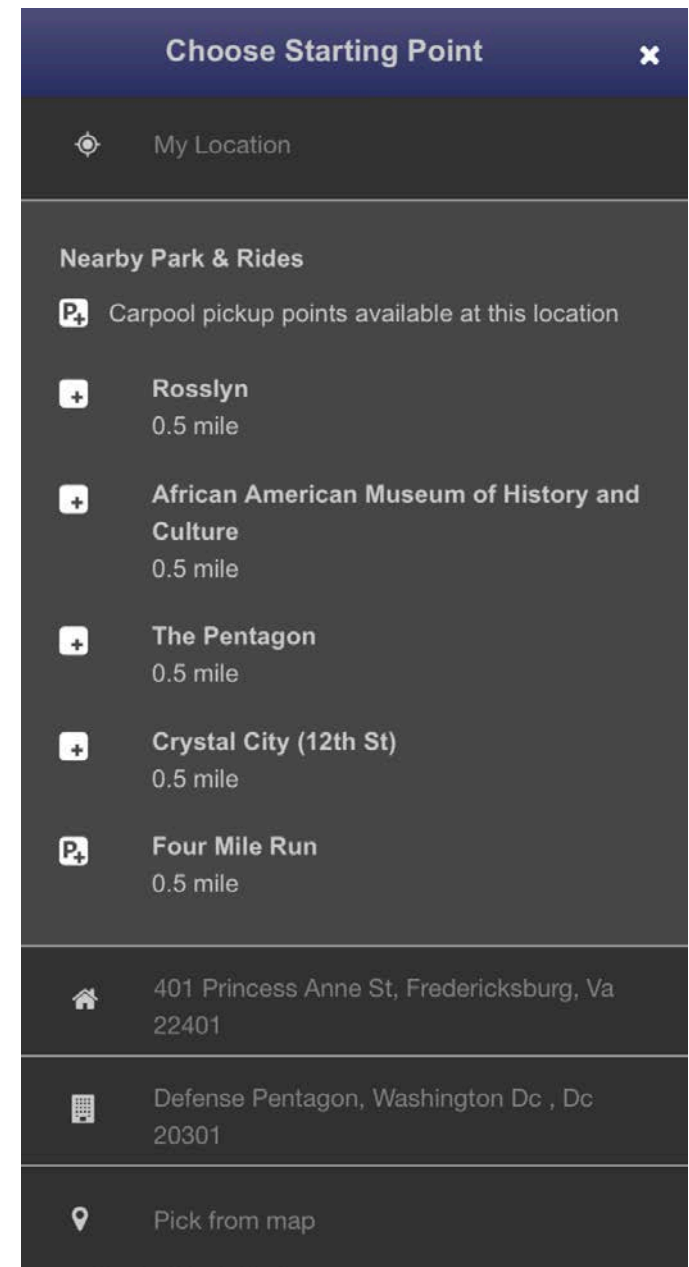 Choose Starting Point
My Location
Nearby Park & Rides
P+ Carpool pickup points available at this location
+ Rosslyn
0.5 mile
+ African American Museum of History and
Culture
0.5 mile
+ The Pentagon
0.5 mile
+ Crystal City (12th St)
0.5 mile
P+ Four Mile Run
0.5 mile
401 Princess Anne St, Fredericksburg, Va
22401
Defense Pentagon, Washington Dc , Dc
20301
Pick from map